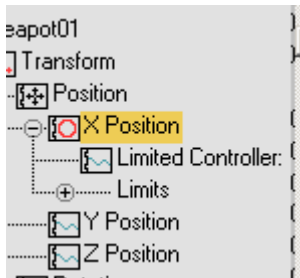 eapot01
Transform
Position
X Position
Limited Controller:
Limits
Y Position
Z Position